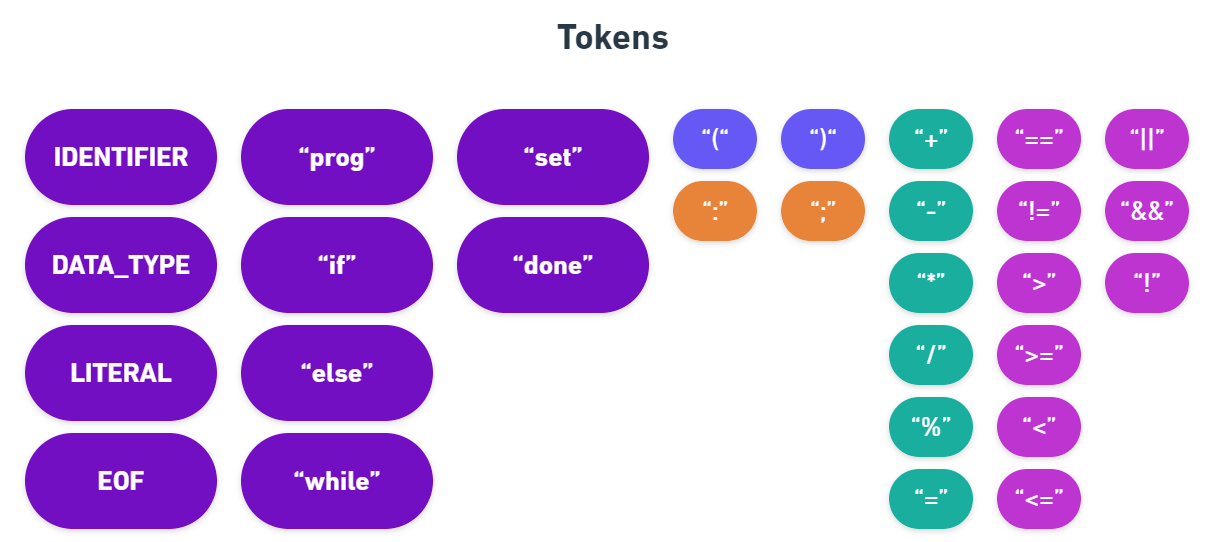 Tokens
IDENTIFIER “prog” “set” “(“ “)“ “+” “==” “||”
“:” “;” “-” “!=” “&&”
DATA_TYPE “if” “done” “*” “>” “!”
LITERAL “else” “/” “>=”
“%” “<”
EOF “while” “=” “<=”